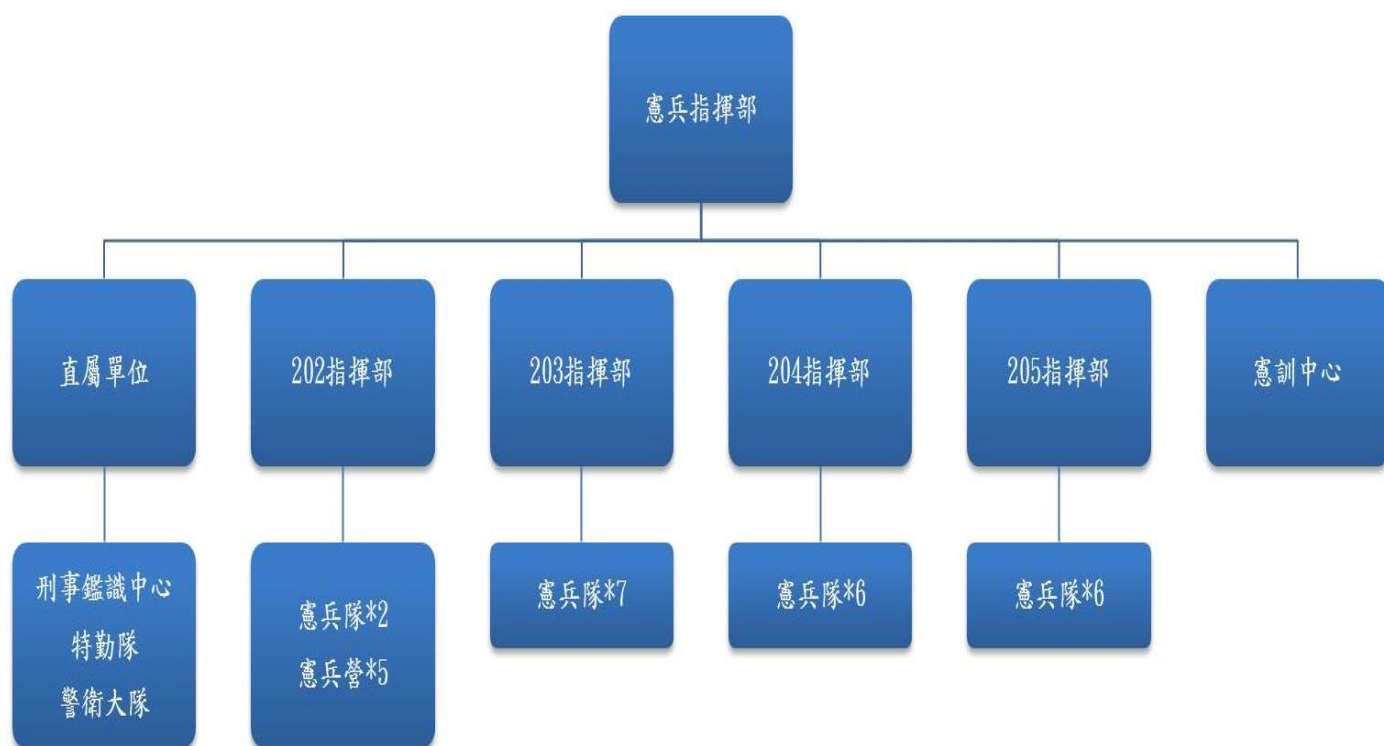 憲兵指揮部
直屬單位
202指揮部
203指揮部
204指揮部
205指揮部
憲訓中心
刑事鑑識中心
特勤隊
警衛大隊
憲兵隊*2
憲兵營*5
憲兵隊*7
憲兵隊*6
憲兵隊*6